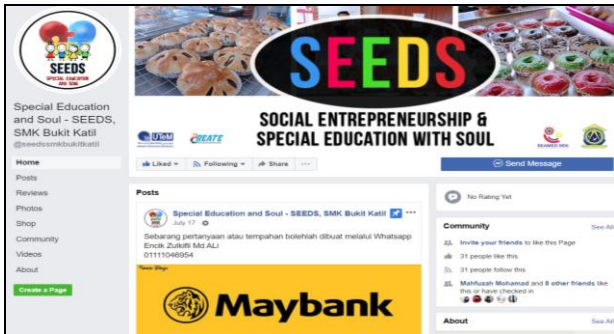 SEEDS
SPECIAL EDUCATION
AND SOUL
Special Education
and Soul - SEEDS,
SMK Bukit Katil
@seedssmkbukitkatil
Home
Posts
Reviews
Photos
Shop
Community
Videos
About
Create a Page
SEEDS
SOCIAL ENTREPRENEURSHIP &
SPECIAL EDUCATION WITH SOUL
UTeM
Liked
Following
Share
Send Message
Posts
Special Education and Soul - SEEDS, SMK Bukit Katil
July 17
Sebarang pertanyaan atau tempahan bolehlah dibuat melalui Whatsapp
Encik Zulkifli Md.ALi
01111046954
Maybank
No Rating Yet
Community
See All
Invite your friends to like this Page
31 people like this
31 people follow this
Mahfuzah Mohamad and 8 other friends like
this or have checked in
About
See All